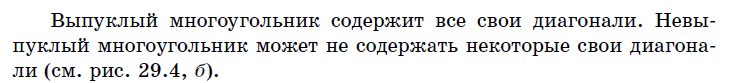 Выпуклый многоугольник содержит все свои диагонали. Невы-
пуклый многоугольник может не содержать некоторые свои диагона-
ли (см. рис. 29.4, б).